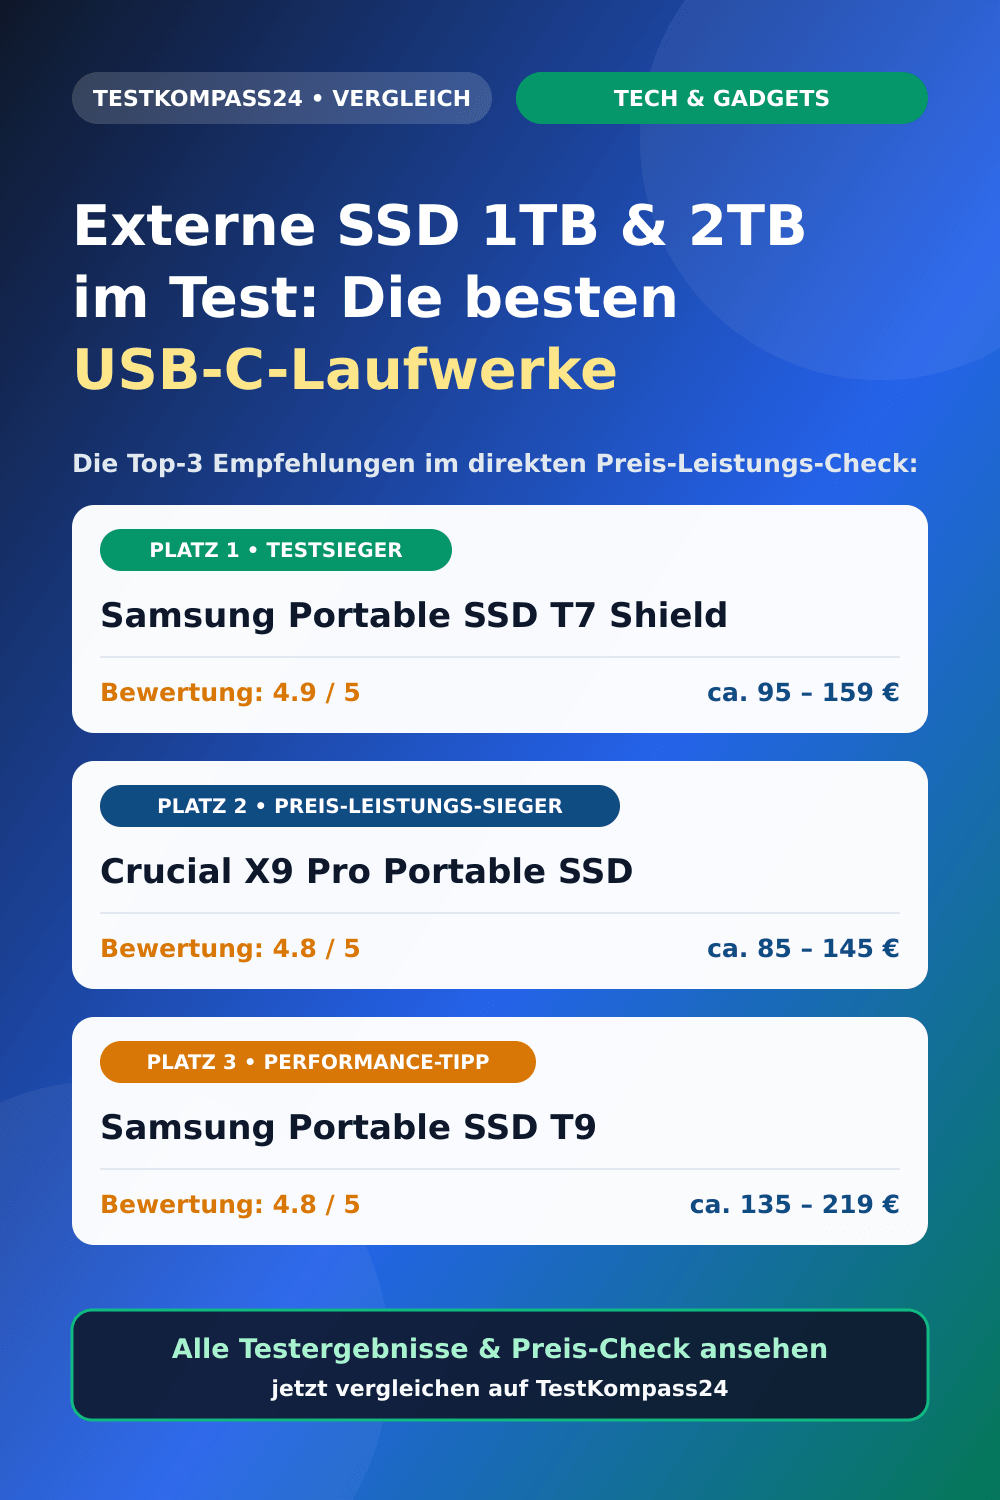 TESTKOMPASS24 • VERGLEICH
TECH & GADGETS
Externe SSD 1TB & 2TB
im Test: Die besten
USB-C-Laufwerke
Die Top-3 Empfehlungen im direkten Preis-Leistungs-Check:
PLATZ 1 • TESTSIEGER
Samsung Portable SSD T7 Shield
Bewertung: 4.9 / 5
ca. 95 – 159 €
PLATZ 2 • PREIS-LEISTUNGS-SIEGER
Crucial X9 Pro Portable SSD
Bewertung: 4.8 / 5
ca. 85 – 145 €
PLATZ 3 • PERFORMANCE-TIPP
Samsung Portable SSD T9
Bewertung: 4.8 / 5
ca. 135 – 219 €
Alle Testergebnisse & Preis-Check ansehen
jetzt vergleichen auf TestKompass24